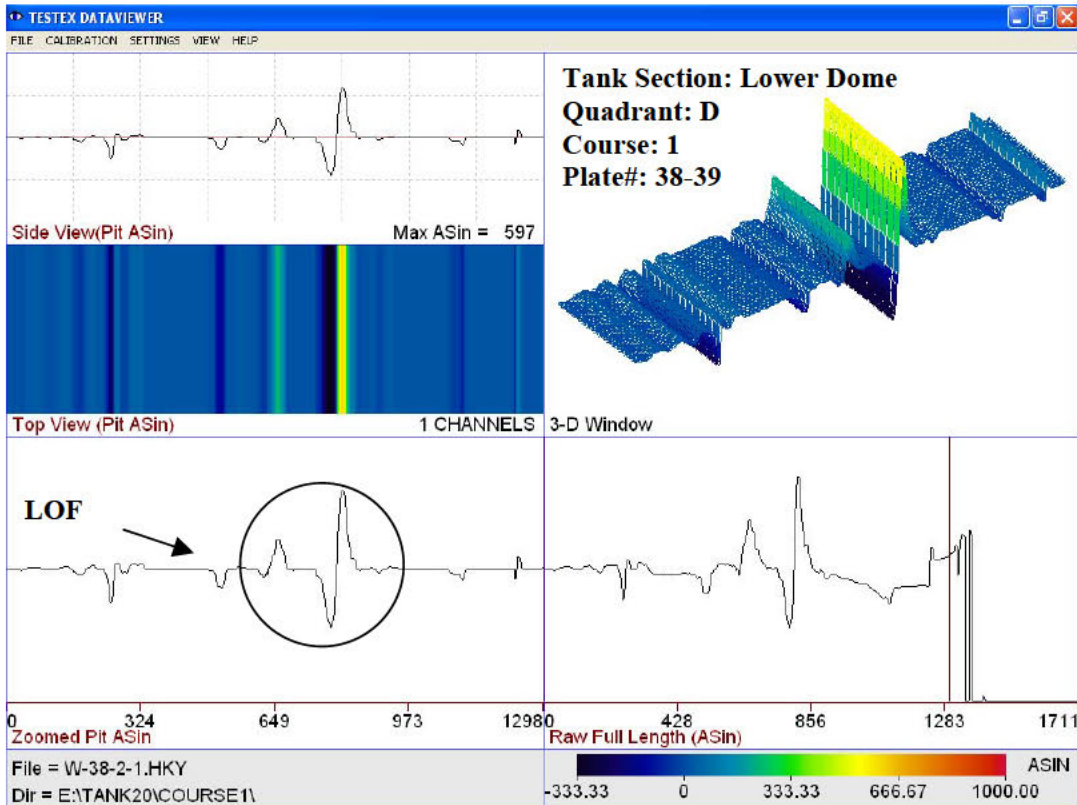 TESTEX DATAVIEWER
FILE CALIBRATION SETTINGS VIEW HELP
Side View(Pit ASin) Max ASin = 597
Top View (Pit ASin) 1 CHANNELS
Tank Section: Lower Dome
Quadrant: D
Course: 1
Plate#: 38-39
3-D Window
LOF
0 324 649 973 1298
Zoomed Pit ASin
0 428 856 1283 1711
Raw Full Length (ASin)
File = W-38-2-1.HKY
Dir = E:\TANK20\COURSE1\
ASIN
-333.33 0 333.33 666.67 1000.00